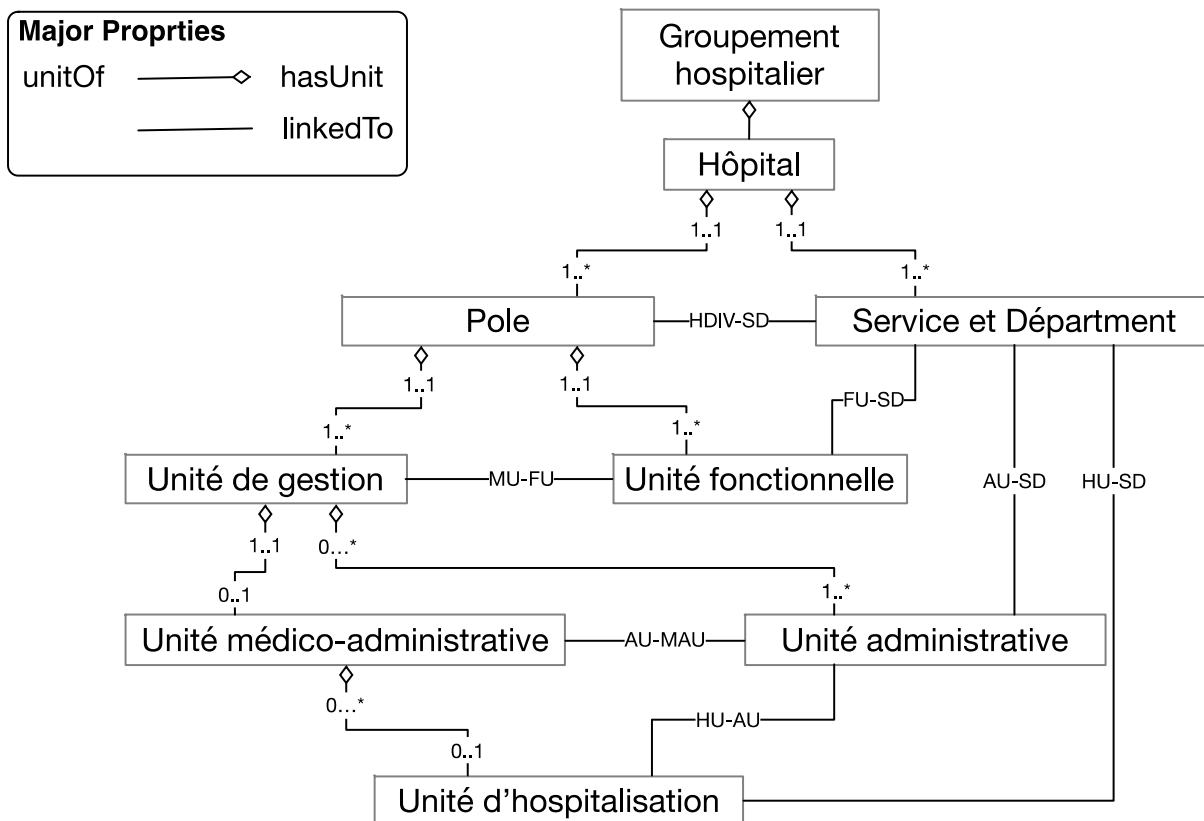 Major Proprties
unitOf hasUnit
linkedTo
Groupement
hospitalier
Hôpital
1..1 1..1
1..* 1..*
Pole HDIV-SD Service et Départment
1..1 1..1
FU-SD
1..* 1..*
Unité de gestion MU-FU Unité fonctionnelle AU-SD HU-SD
1..1 0...*
0..1 1..*
Unité médico-administrative AU-MAU Unité administrative
0...*
HU-AU
0..1
Unité d'hospitalisation